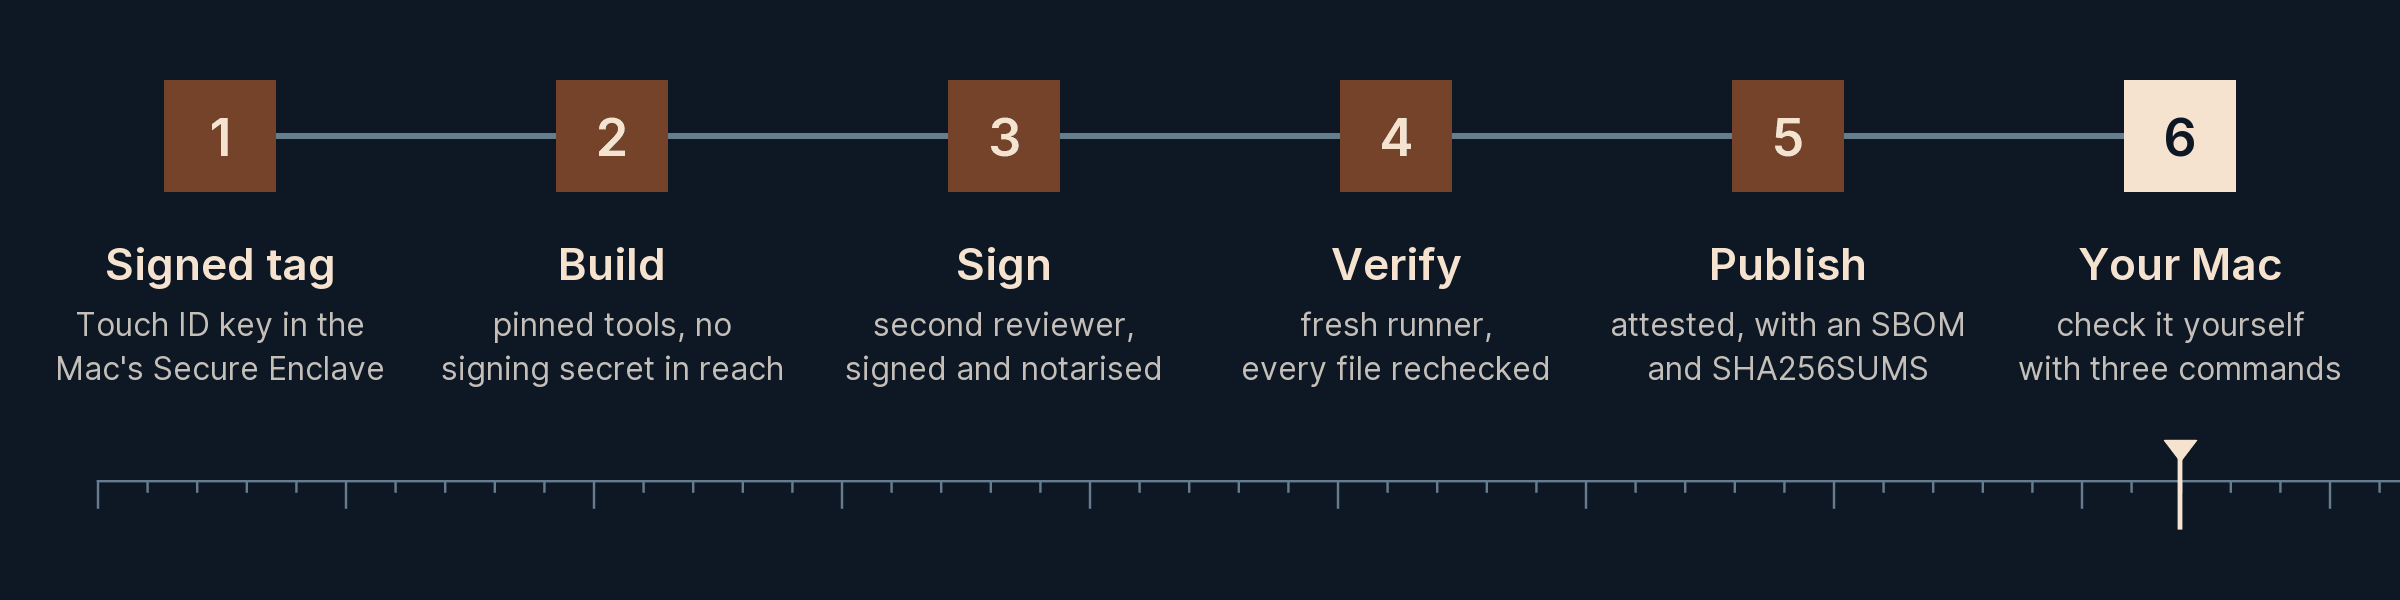 1
2
3
4
5
6
Signed tag
Touch ID key in the
Mac's Secure Enclave
Build
pinned tools, no
signing secret in reach
Sign
second reviewer,
signed and notarised
Verify
fresh runner,
every file rechecked
Publish
attested, with an SBOM
and SHA256SUMS
Your Mac
check it yourself
with three commands